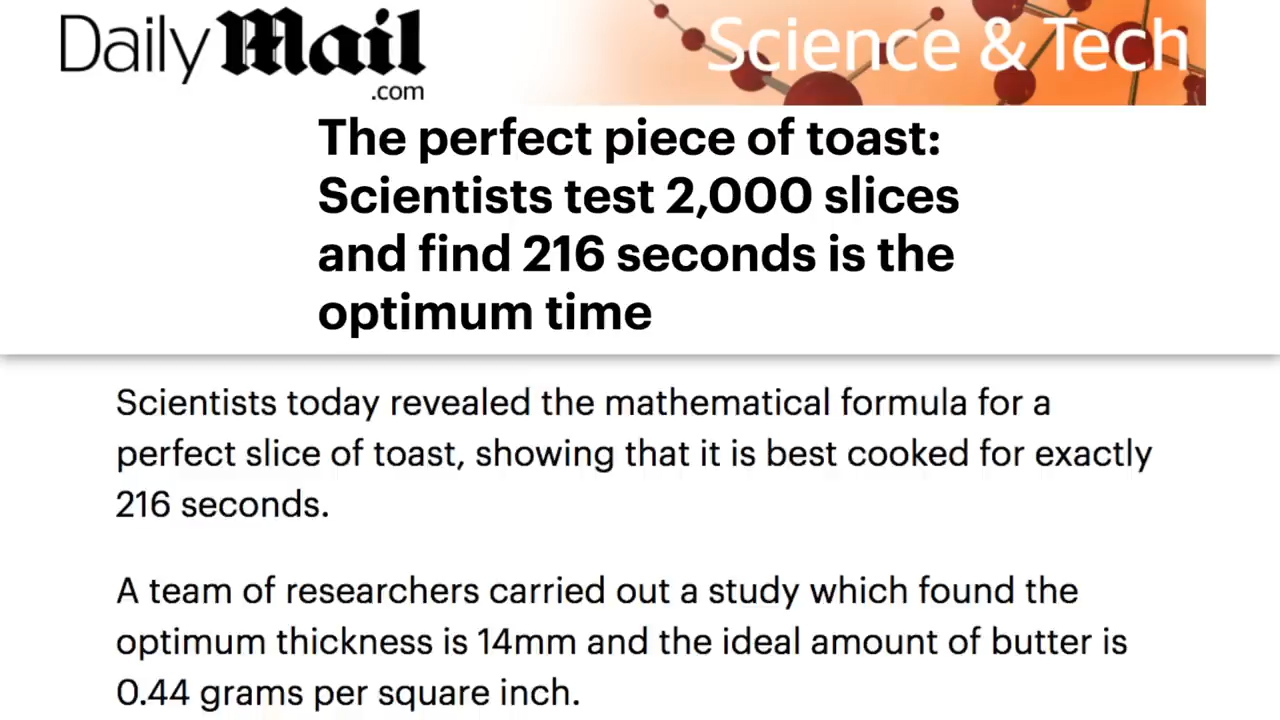 Daily Mail
.com
Science & Tech
The perfect piece of toast:
Scientists test 2,000 slices
and find 216 seconds is the
optimum time
Scientists today revealed the mathematical formula for a
perfect slice of toast, showing that it is best cooked for exactly
216 seconds.
A team of researchers carried out a study which found the
optimum thickness is 14mm and the ideal amount of butter is
0.44 grams per square inch.